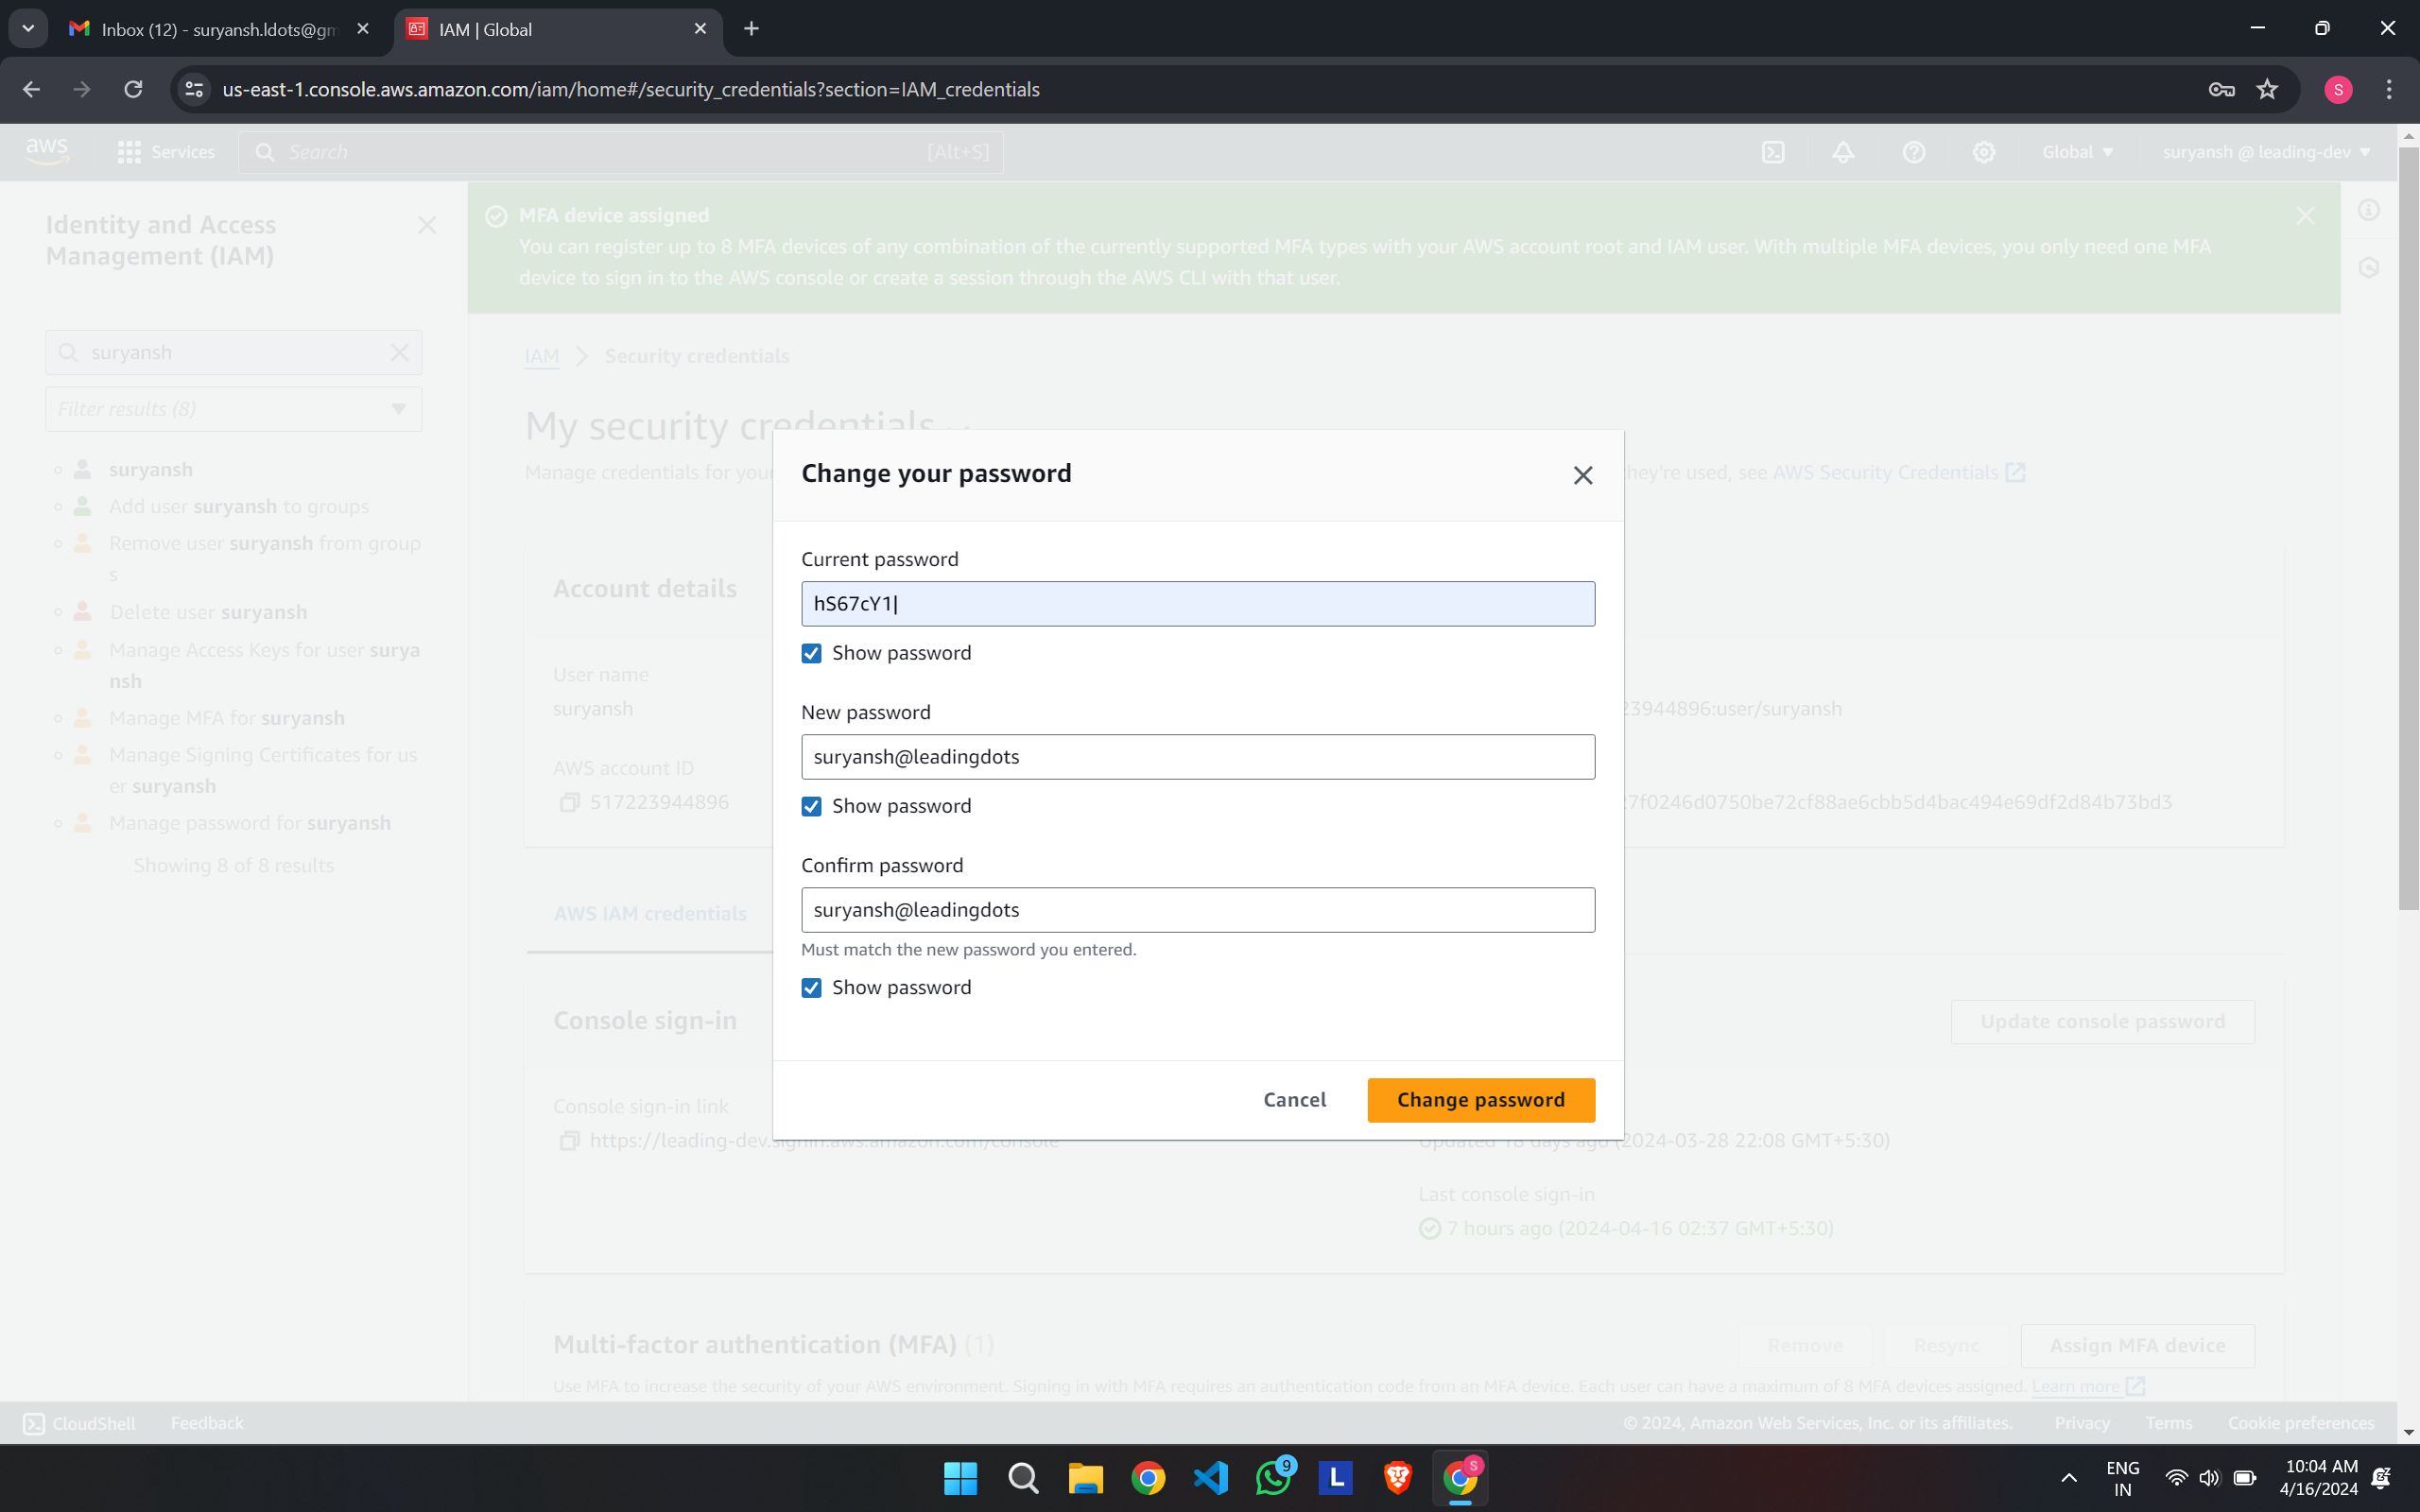 Inbox (12) - suryansh.ldots@gm
IAM | Global
us-east-1.console.aws.amazon.com/iam/home#/security_credentials?section=IAM_credentials
S
aws
Services
Search
[Alt+S]
Global
suryansh @ leading-dev
Identity and Access
Management (IAM)
suryansh
Filter results (8)
suryansh
Add user suryansh to groups
Remove user suryansh from group
s
Delete user suryansh
Manage Access Keys for user surya
nsh
Manage MFA for suryansh
Manage Signing Certificates for us
er suryansh
Manage password for suryansh
Showing 8 of 8 results
MFA device assigned
You can register up to 8 MFA devices of any combination of the currently supported MFA types with your AWS account root and IAM user. With multiple MFA devices, you only need one MFA
device to sign in to the AWS console or create a session through the AWS CLI with that user.
IAM > Security credentials
My security credentials
Manage credentials for your
they're used, see AWS Security Credentials
Account details
User name
suryansh
23944896:user/suryansh
AWS account ID
517223944896
27f0246d0750be72cf88ae6cbb5d4bac494e69df2d84b73bd3
AWS IAM credentials
Change your password
Current password
hS67cY1|
Show password
New password
suryansh@leadingdots
Show password
Confirm password
suryansh@leadingdots
Must match the new password you entered.
Show password
Cancel
Change password
Console sign-in
Update console password
Console sign-in link
https://leading-dev.signin.aws.amazon.com/console
Updated 18 days ago (2024-03-28 22:08 GMT+5:30)
Last console sign-in
7 hours ago (2024-04-16 02:37 GMT+5:30)
Multi-factor authentication (MFA) (1)
Remove
Resync
Assign MFA device
Use MFA to increase the security of your AWS environment. Signing in with MFA requires an authentication code from an MFA device. Each user can have a maximum of 8 MFA devices assigned. Learn more
CloudShell
Feedback
© 2024, Amazon Web Services, Inc. or its affiliates.
Privacy
Terms
Cookie preferences
9
L
S
ENG
IN
10:04 AM
4/16/2024